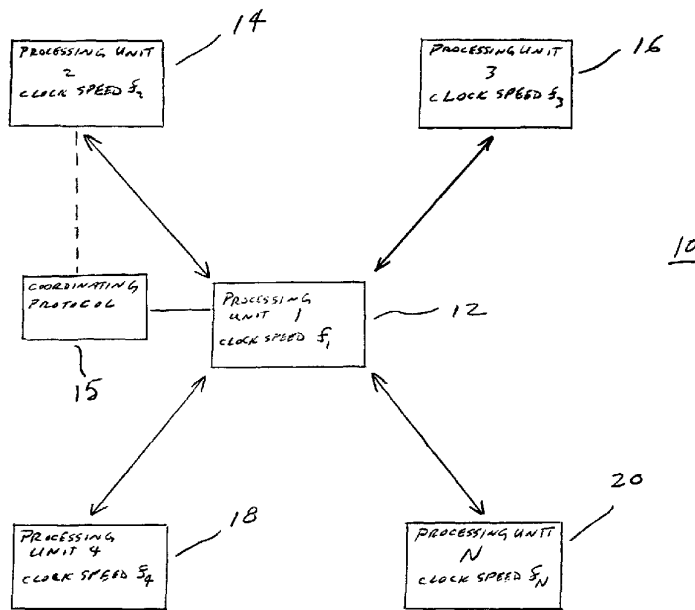 14
PROCESSING UNIT
2
CLOCK SPEED f₂
16
PROCESSING UNIT
3
CLOCK SPEED f₃
10
COORDINATING
PROTOCOL
15
PROCESSING
UNIT 1
CLOCK SPEED f₁
12
18
PROCESSING
UNIT 4
CLOCK SPEED f₄
20
PROCESSING UNIT
N
CLOCK SPEED f_N